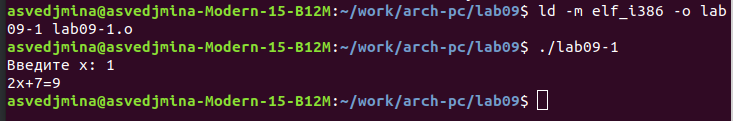 asvedjmina@asvedjmina-Modern-15-B12M:~/work/arch-pc/lab09$ ld -m elf_i386 -o lab
09-1 lab09-1.o
asvedjmina@asvedjmina-Modern-15-B12M:~/work/arch-pc/lab09$ ./lab09-1
Введите x: 1
2x+7=9
asvedjmina@asvedjmina-Modern-15-B12M:~/work/arch-pc/lab09$